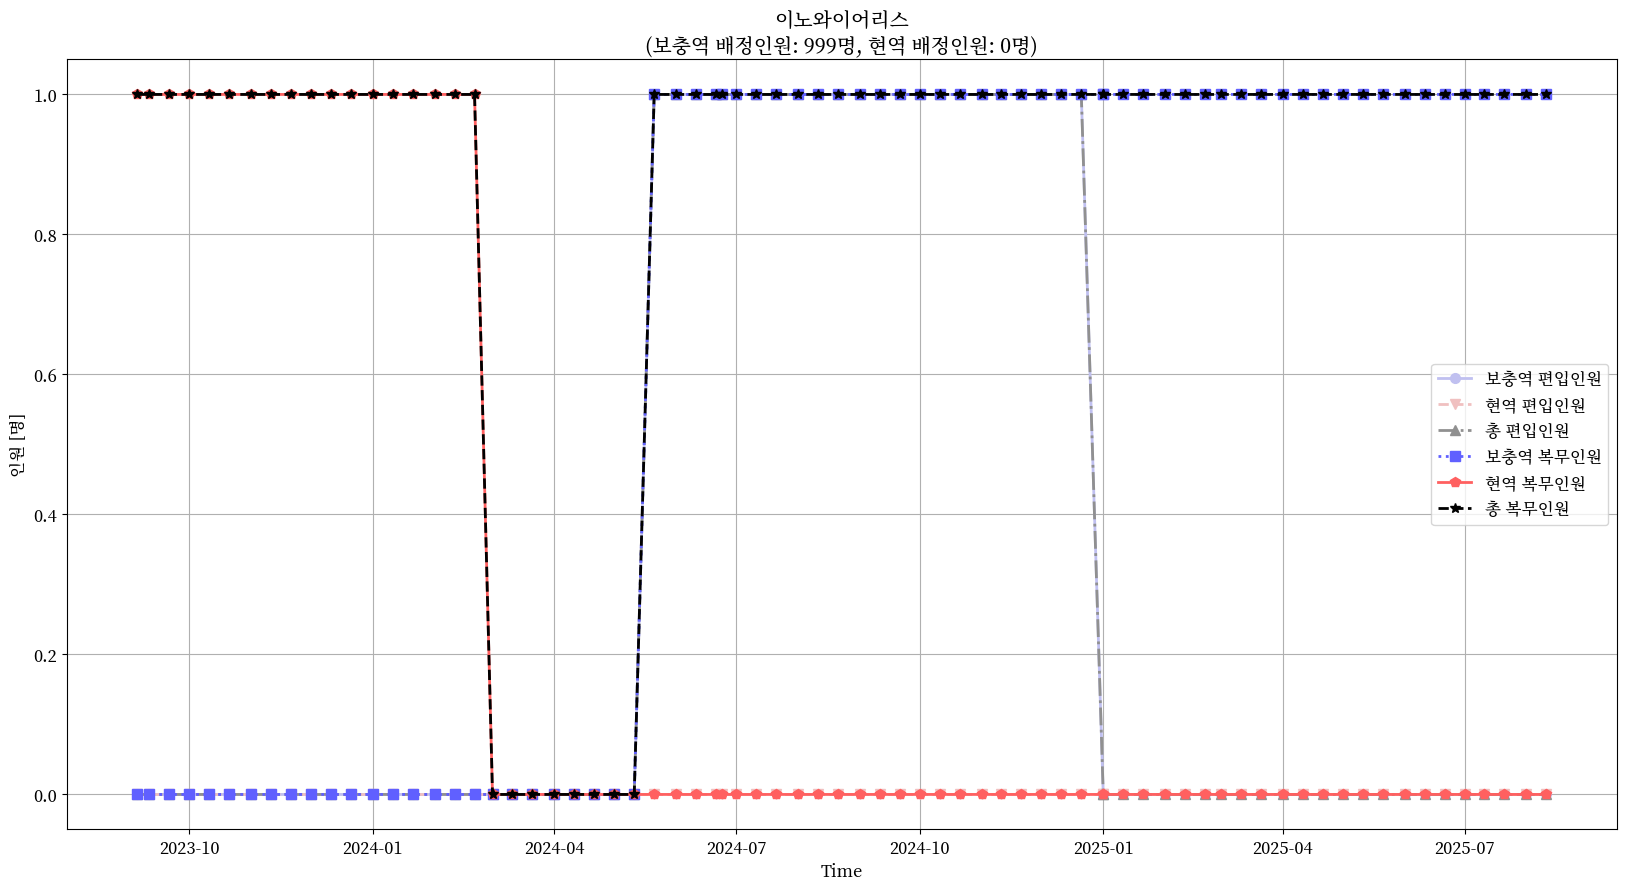 이노와이어리스
(보충역 배정인원: 999명, 현역 배정인원: 0명)
1.0
0.8
0.6
0.4
0.2
0.0
인원 [명]
보충역 편입인원
현역 편입인원
총 편입인원
보충역 복무인원
현역 복무인원
총 복무인원
2023-10
2024-01
2024-04
2024-07
2024-10
2025-01
2025-04
2025-07
Time